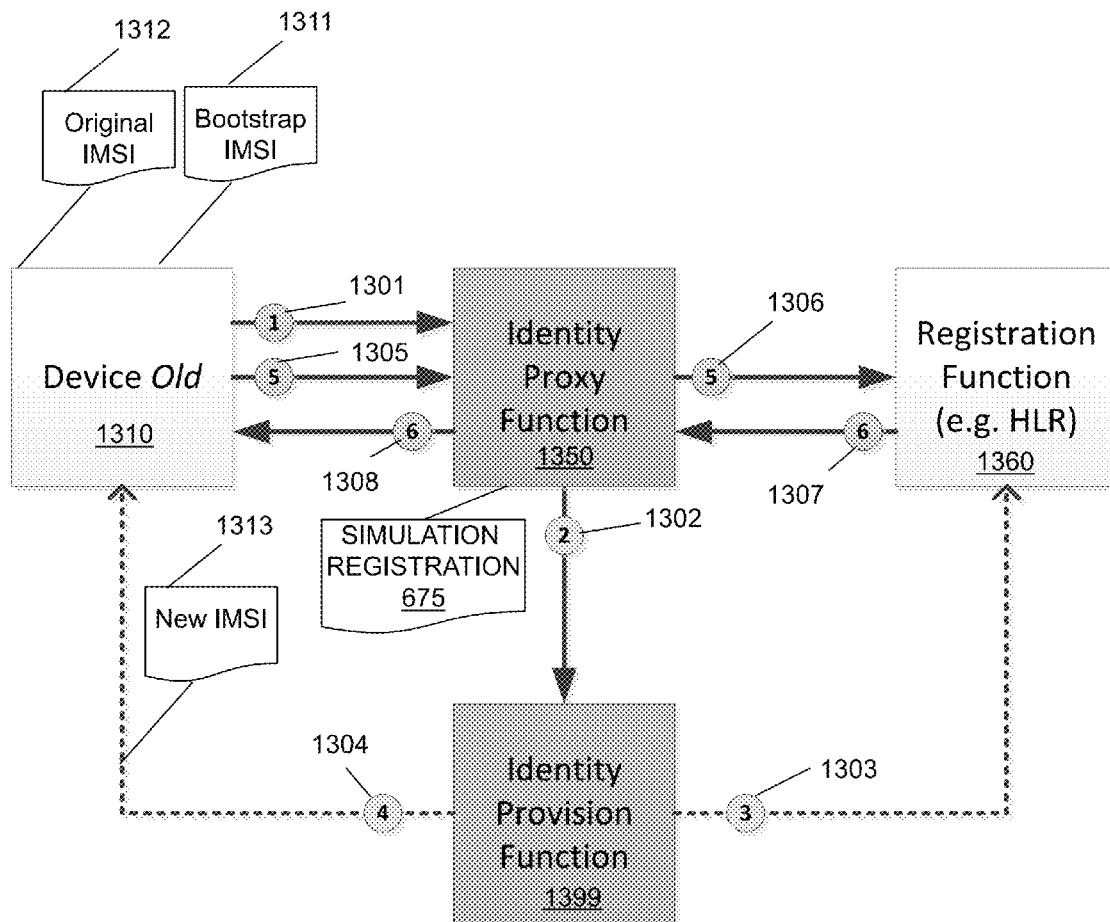 1312
1311
Original
IMSI
Bootstrap
IMSI
1301
1
1305
5
Device Old
1310
6
1308
Identity
Proxy
Function
1350
1306
5
6
1307
Registration
Function
(e.g. HLR)
1360
1313
New IMSI
SIMULATION
REGISTRATION
675
2
1302
1304
4
Identity
Provision
Function
1399
1303
3